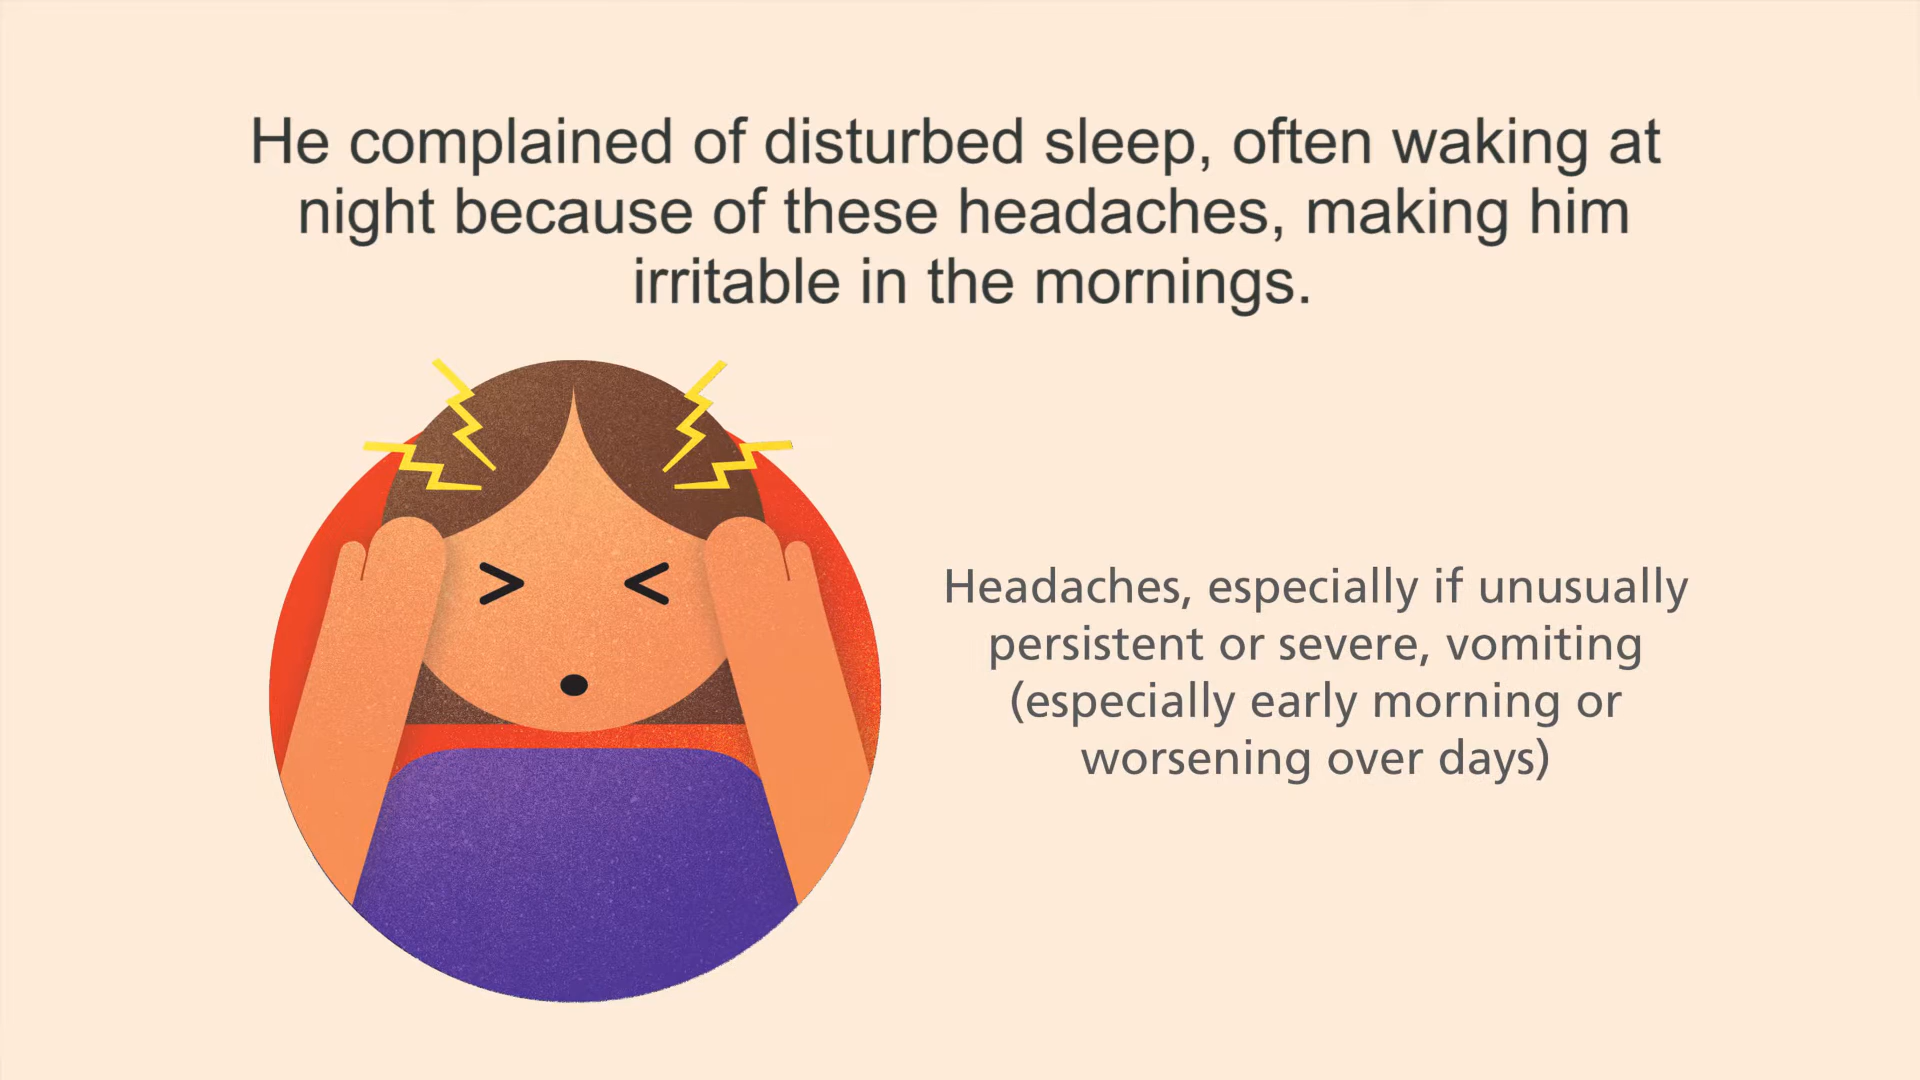 He complained of disturbed sleep, often waking at
night because of these headaches, making him
irritable in the mornings.
Headaches, especially if unusually
persistent or severe, vomiting
(especially early morning or
worsening over days)